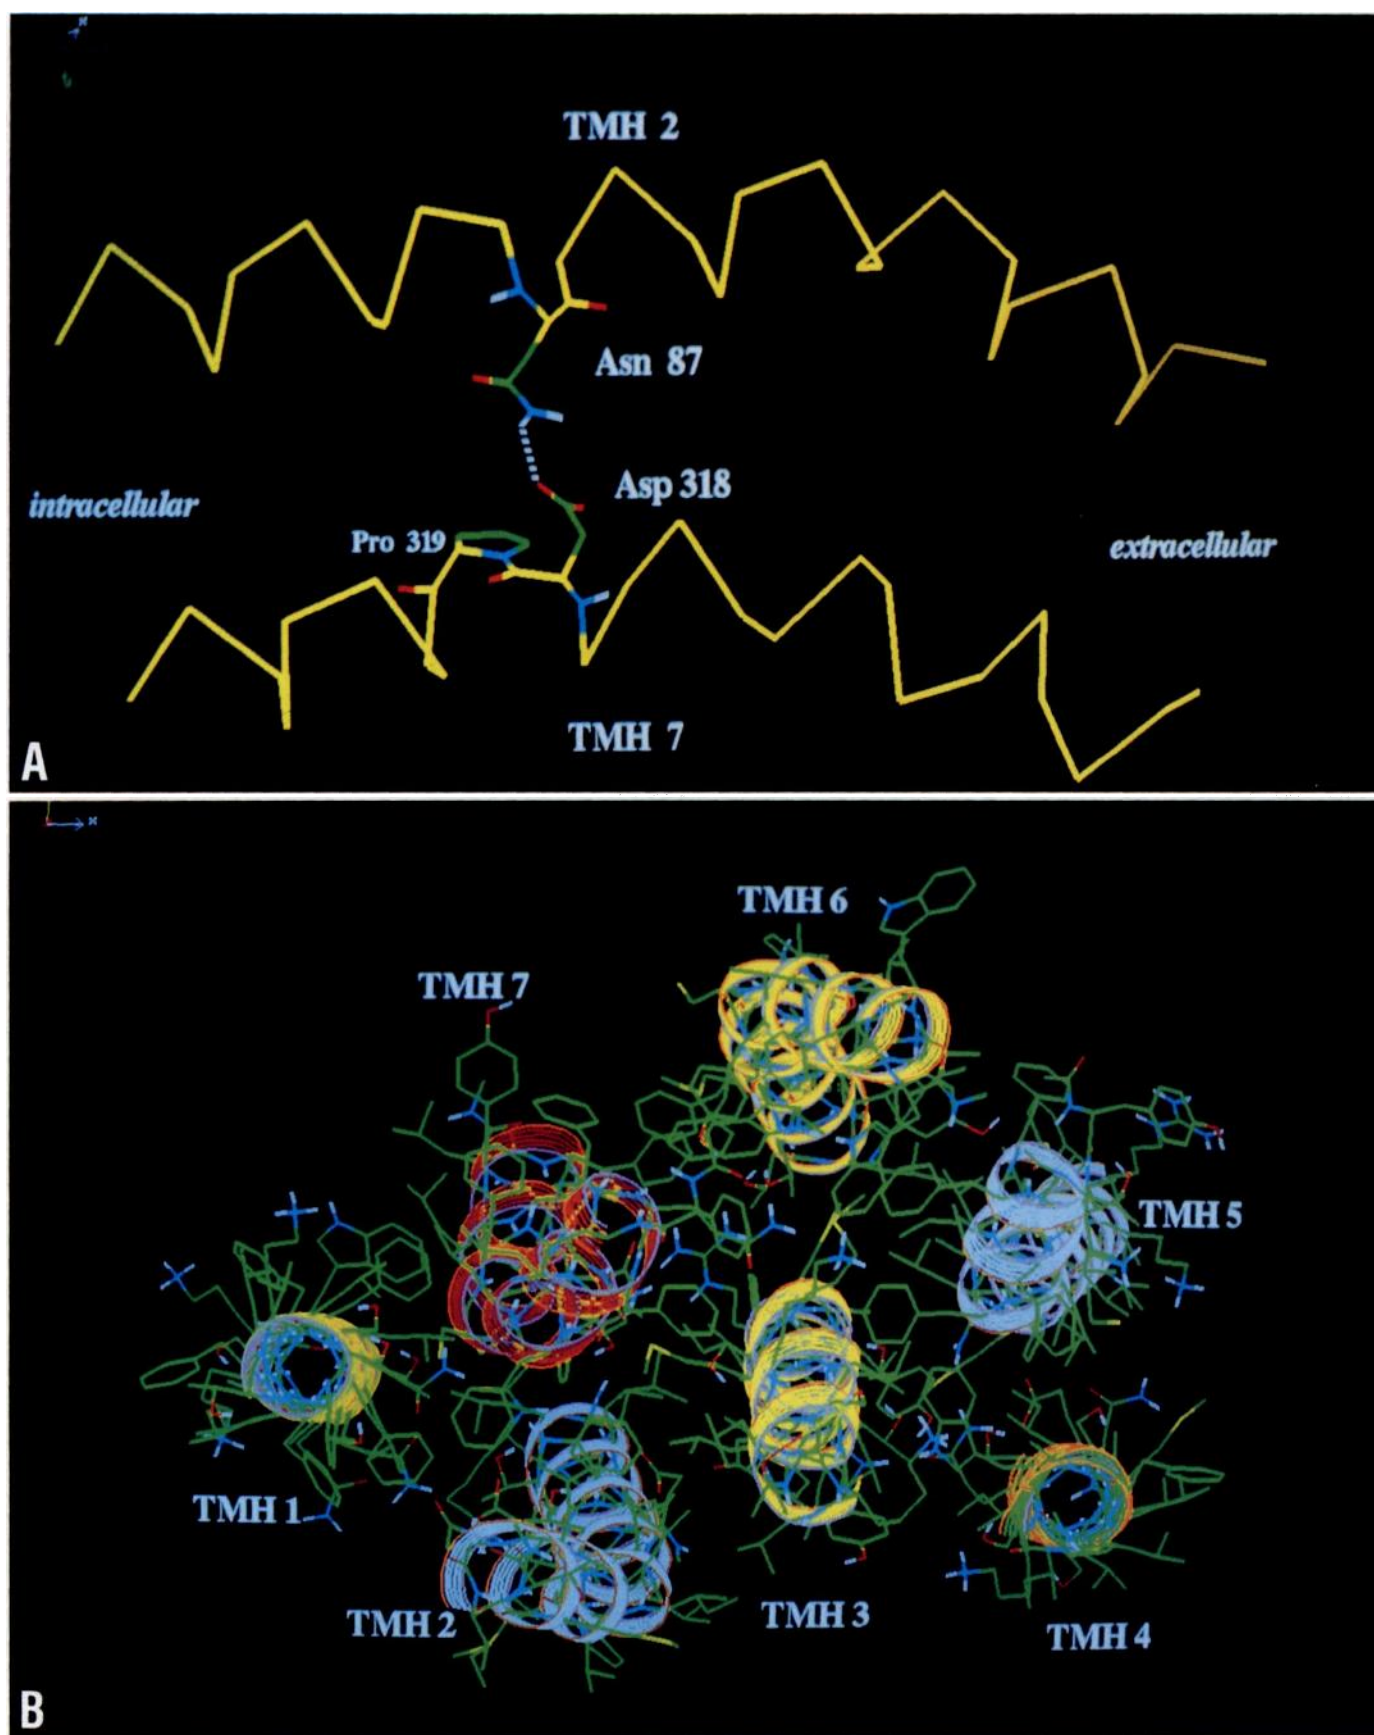 TMH 2
Asn 87
Asp 318
intracellular
Pro 319
extracellular
TMH 7
A
x
TMH 6
TMH 7
TMH 5
TMH 1
TMH 2
TMH 3
TMH 4
B